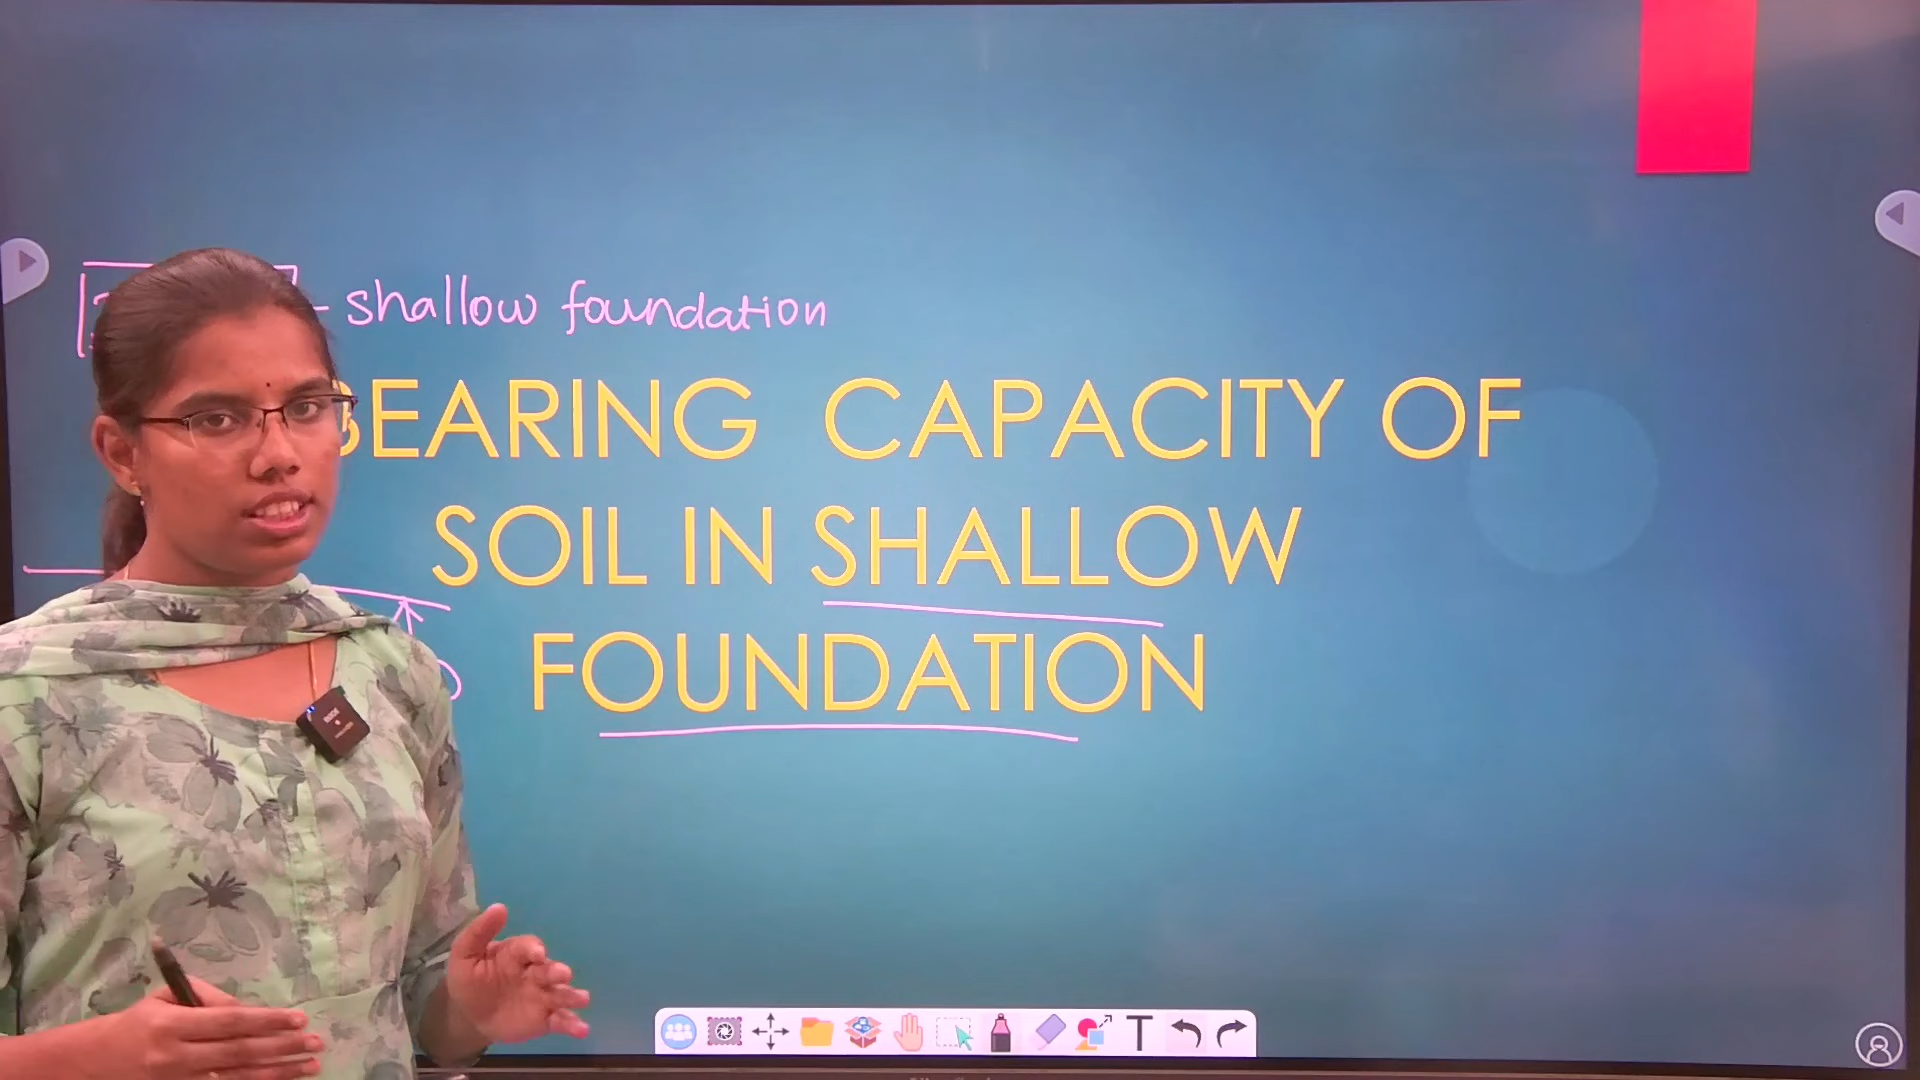 shallow foundation
BEARING CAPACITY OF
SOIL IN SHALLOW
FOUNDATION
T